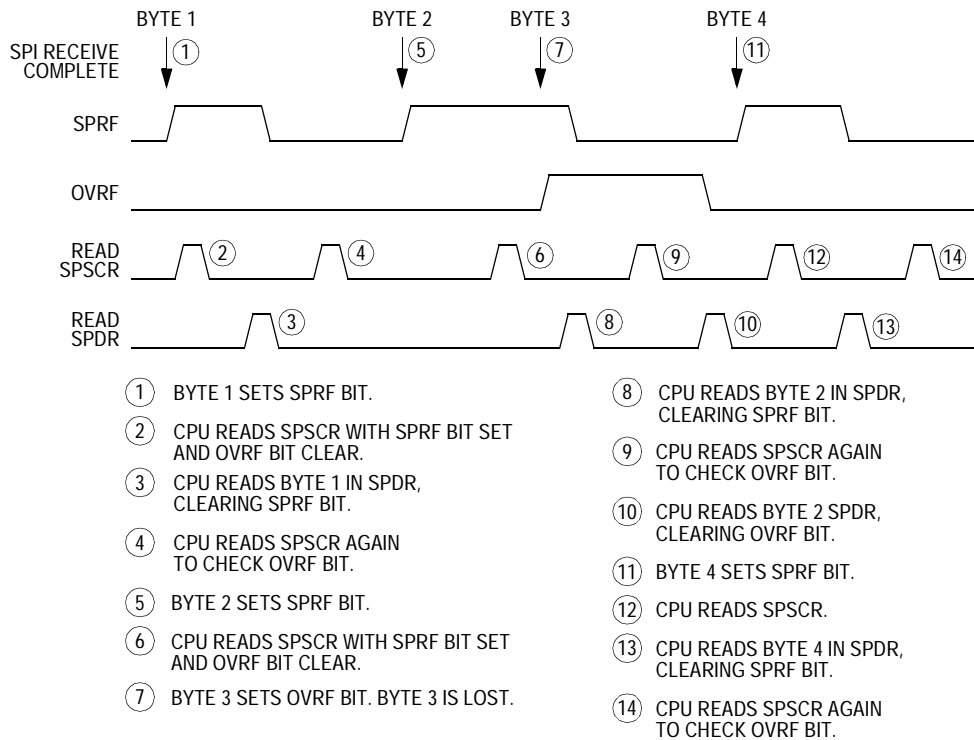 BYTE 1 BYTE 2 BYTE 3 BYTE 4
SPI RECEIVE
COMPLETE
1 5 7 11
SPRF
OVRF
READ
SPSCR
2 4 6 9 12 14
READ
SPDR
3 8 10 13
1 BYTE 1 SETS SPRF BIT.
2 CPU READS SPSCR WITH SPRF BIT SET
AND OVRF BIT CLEAR.
3 CPU READS BYTE 1 IN SPDR,
CLEARING SPRF BIT.
4 CPU READS SPSCR AGAIN
TO CHECK OVRF BIT.
5 BYTE 2 SETS SPRF BIT.
6 CPU READS SPSCR WITH SPRF BIT SET
AND OVRF BIT CLEAR.
7 BYTE 3 SETS OVRF BIT. BYTE 3 IS LOST.
8 CPU READS BYTE 2 IN SPDR,
CLEARING SPRF BIT.
9 CPU READS SPSCR AGAIN
TO CHECK OVRF BIT.
10 CPU READS BYTE 2 SPDR,
CLEARING OVRF BIT.
11 BYTE 4 SETS SPRF BIT.
12 CPU READS SPSCR.
13 CPU READS BYTE 4 IN SPDR,
CLEARING SPRF BIT.
14 CPU READS SPSCR AGAIN
TO CHECK OVRF BIT.